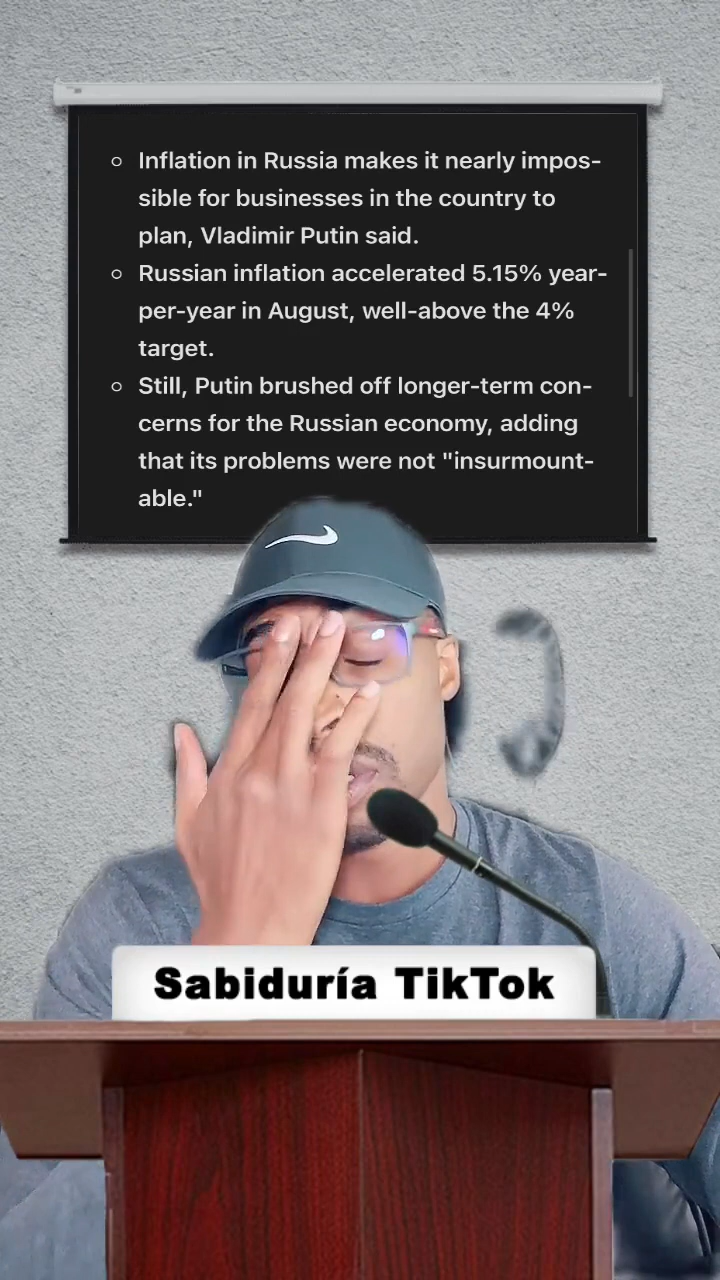 Inflation in Russia makes it nearly impos-
sible for businesses in the country to
plan, Vladimir Putin said.
Russian inflation accelerated 5.15% year-
per-year in August, well-above the 4%
target.
Still, Putin brushed off longer-term con-
cerns for the Russian economy, adding
that its problems were not "insurmount-
able."
Sabiduría TikTok